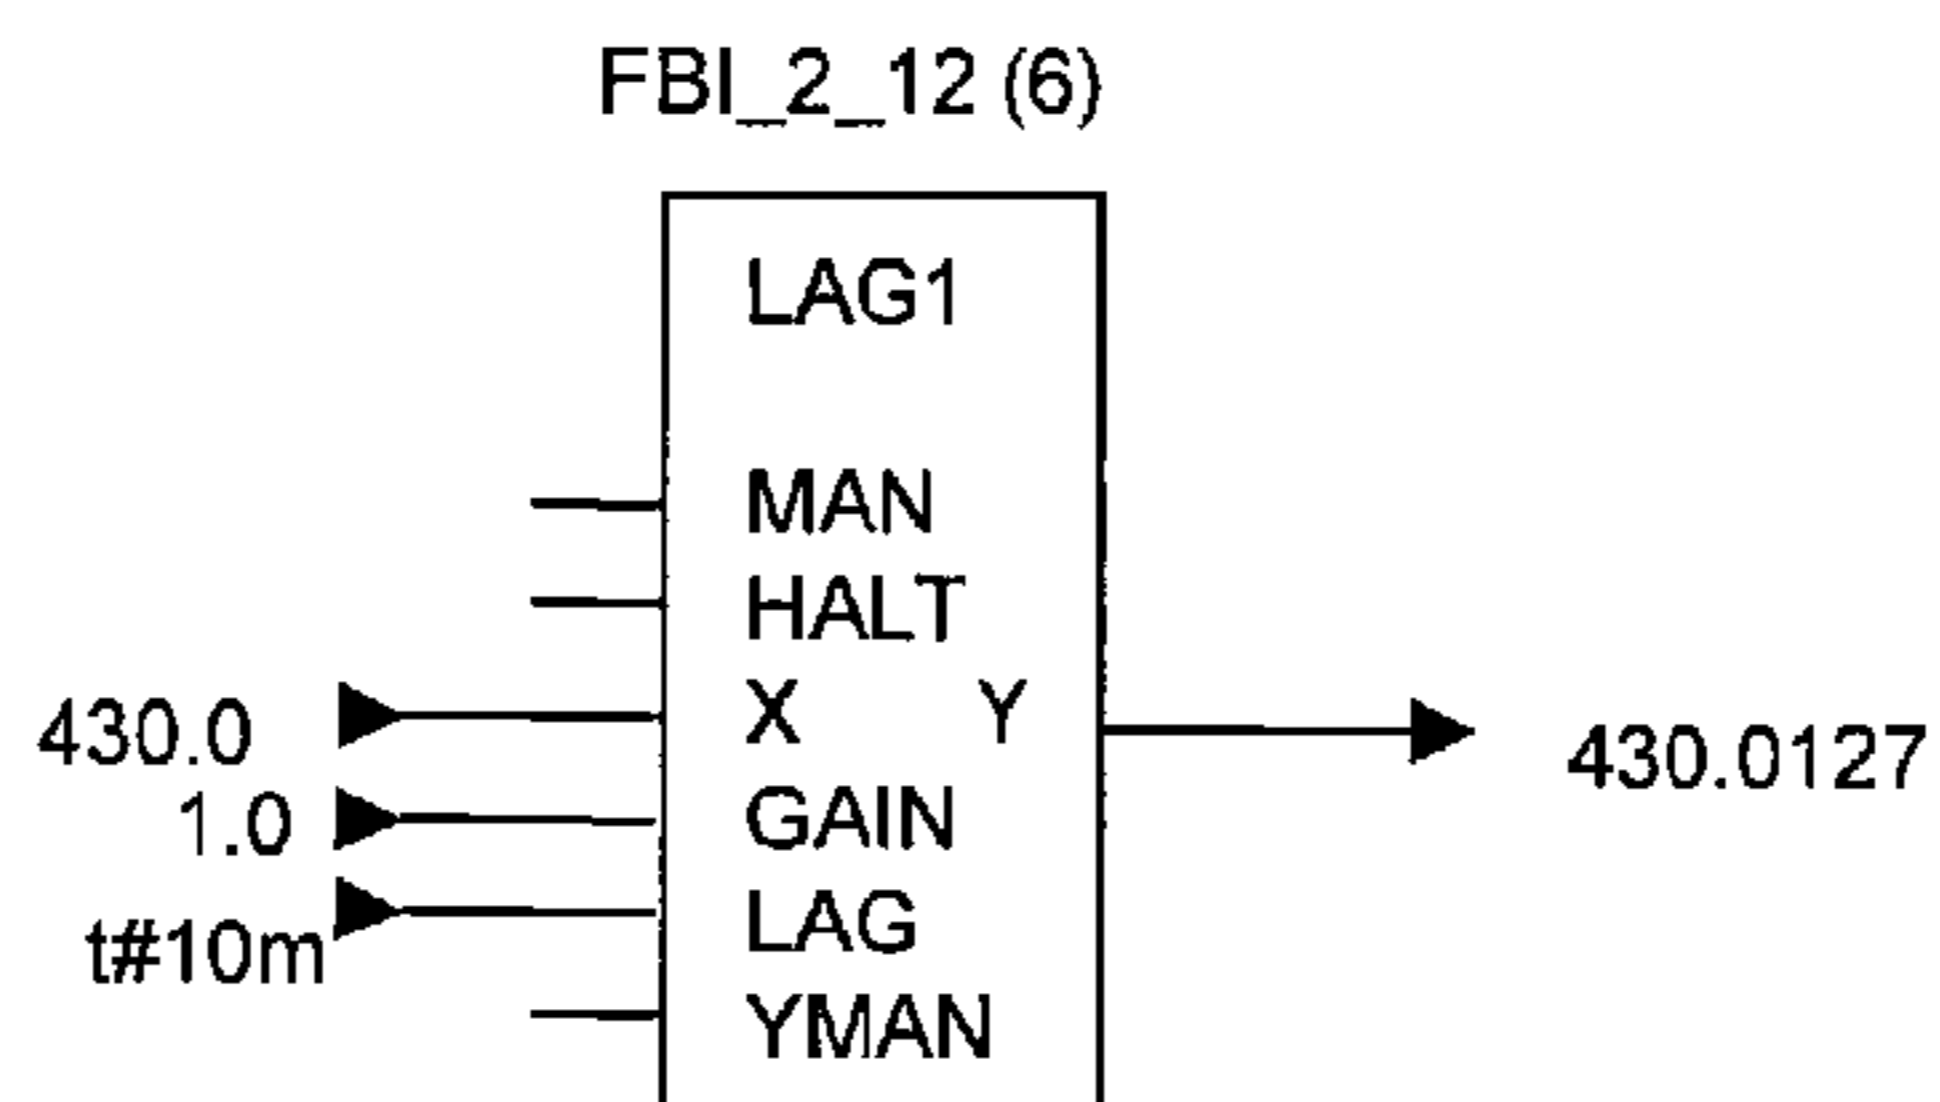 FBI_2_12 (6)
LAG1
MAN
HALT
430.0 X Y 430.0127
1.0 GAIN
t#10m LAG
YMAN